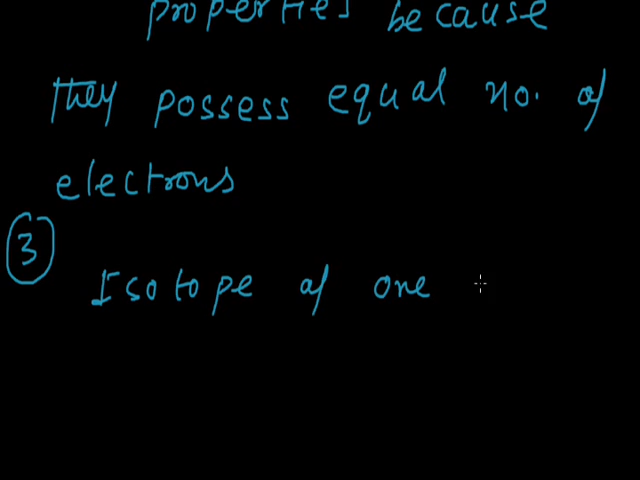 properties because
They possess equal no. of
electrons
3
Isotope of one